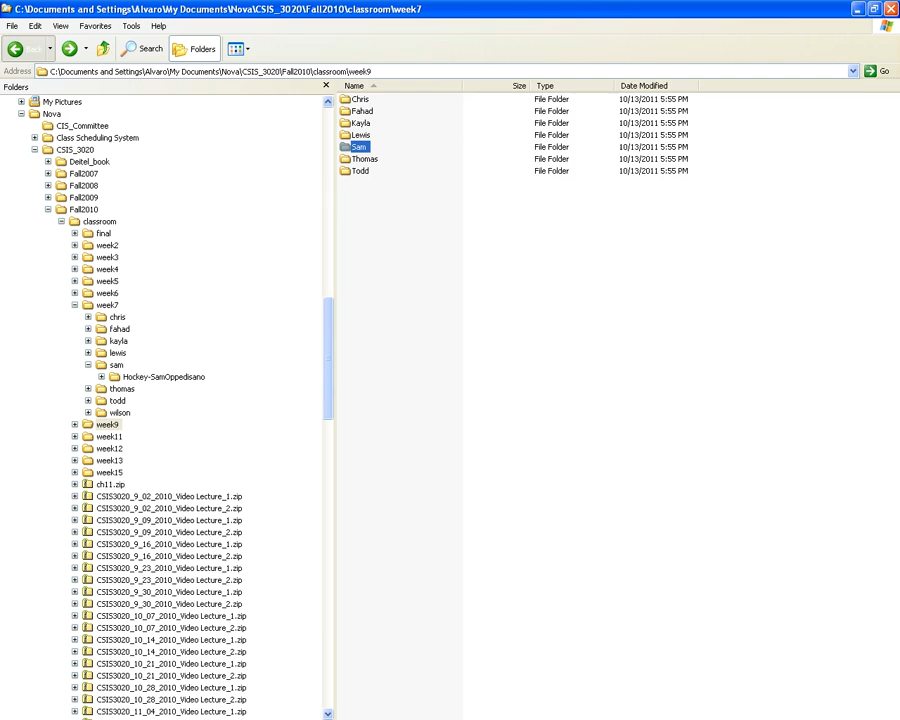 C:\Documents and Settings\Alvaro\My Documents\Nova\CSIS_3020\Fall2010\classroom\week7
File Edit View Favorites Tools Help
Back Search Folders
Address C:\Documents and Settings\Alvaro\My Documents\Nova\CSIS_3020\Fall2010\classroom\week9 Go
Folders
My Pictures
Nova
CIS_Committee
Class Scheduling System
CSIS_3020
Deitel_book
Fall2007
Fall2008
Fall2009
Fall2010
classroom
final
week2
week3
week4
week5
week6
week7
chris
fahad
kayla
lewis
sam
Hockey-SamOppedisano
thomas
todd
wilson
week9
week11
week12
week13
week15
ch11.zip
CSIS3020_9_02_2010_Video Lecture_1.zip
CSIS3020_9_02_2010_Video Lecture_2.zip
CSIS3020_9_09_2010_Video Lecture_1.zip
CSIS3020_9_09_2010_Video Lecture_2.zip
CSIS3020_9_16_2010_Video Lecture_1.zip
CSIS3020_9_16_2010_Video Lecture_2.zip
CSIS3020_9_23_2010_Video Lecture_1.zip
CSIS3020_9_23_2010_Video Lecture_2.zip
CSIS3020_9_30_2010_Video Lecture_1.zip
CSIS3020_9_30_2010_Video Lecture_2.zip
CSIS3020_10_07_2010_Video Lecture_1.zip
CSIS3020_10_07_2010_Video Lecture_2.zip
CSIS3020_10_14_2010_Video Lecture_1.zip
CSIS3020_10_14_2010_Video Lecture_2.zip
CSIS3020_10_21_2010_Video Lecture_1.zip
CSIS3020_10_21_2010_Video Lecture_2.zip
CSIS3020_10_28_2010_Video Lecture_1.zip
CSIS3020_10_28_2010_Video Lecture_2.zip
CSIS3020_11_04_2010_Video Lecture_1.zip
Name Size Type Date Modified
Chris File Folder 10/13/2011 5:55 PM
Fahad File Folder 10/13/2011 5:55 PM
Kayla File Folder 10/13/2011 5:55 PM
Lewis File Folder 10/13/2011 5:55 PM
Sam File Folder 10/13/2011 5:55 PM
Thomas File Folder 10/13/2011 5:55 PM
Todd File Folder 10/13/2011 5:55 PM